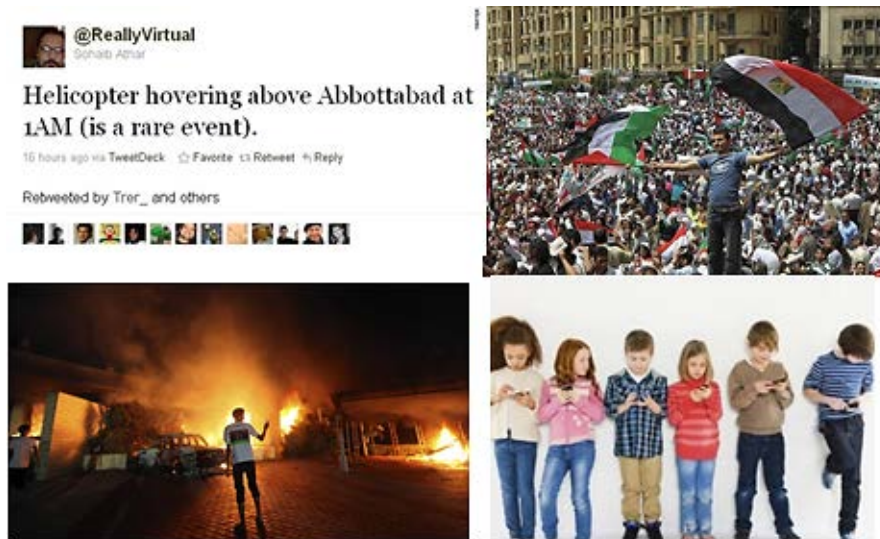 @ReallyVirtual
Sohaib Athar
Helicopter hovering above Abbottabad at
1AM (is a rare event).
16 hours ago via TweetDeck Favorite Retweet Reply
Retweeted by Trer_ and others